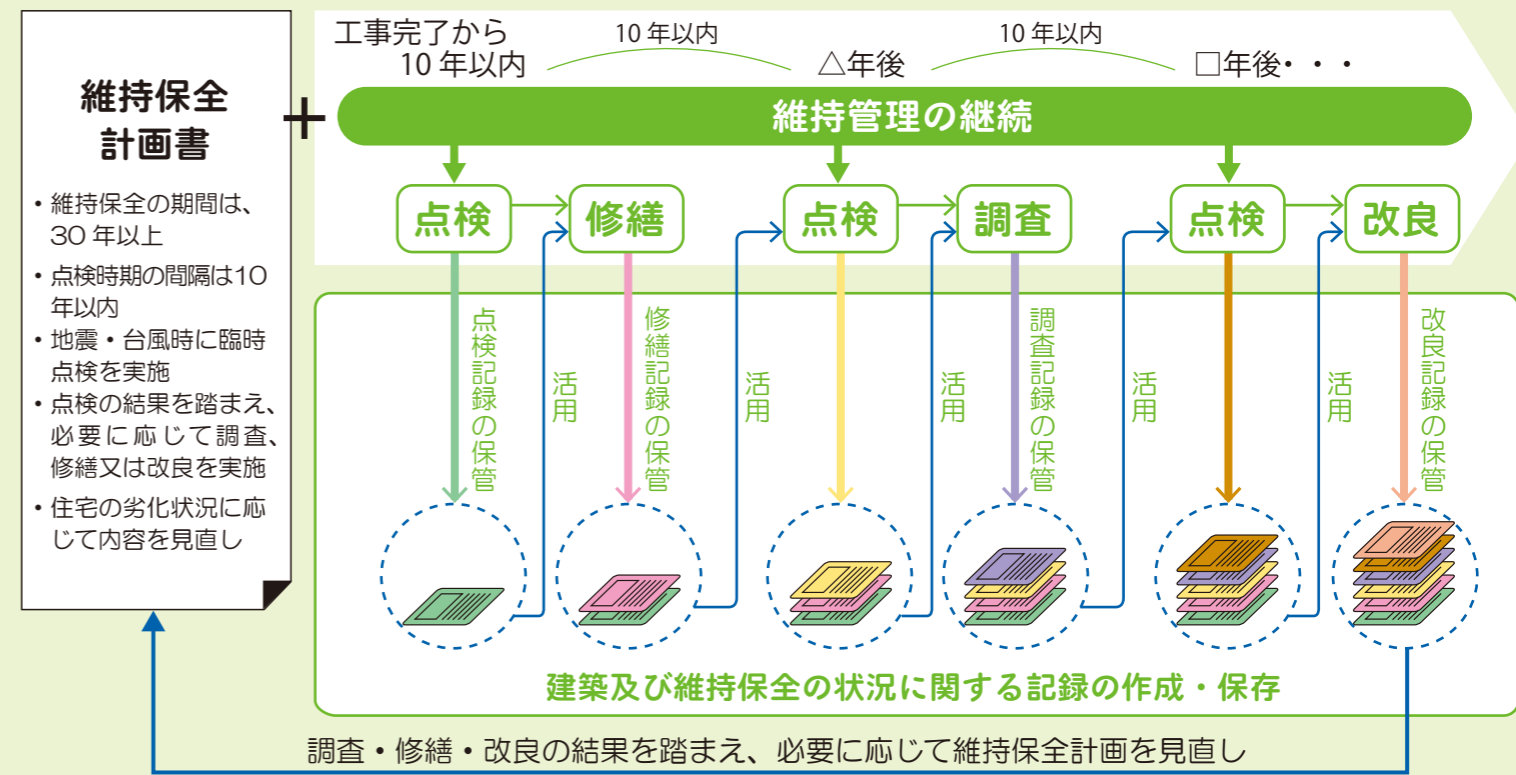 維持保全
計画書
・維持保全の期間は、
30年以上
・点検時期の間隔は10
年以内
・地震・台風時に臨時
点検を実施
・点検の結果を踏まえ、
必要に応じて調査、
修繕又は改良を実施
・住宅の劣化状況に応
じて内容を見直し
+
工事完了から
10年以内
10年以内
△年後
10年以内
□年後・・・
維持管理の継続
点検
修繕
点検
調査
点検
改良
点検記録の保管
活用
修繕記録の保管
活用
活用
調査記録の保管
活用
活用
改良記録の保管
建築及び維持保全の状況に関する記録の作成・保存
調査・修繕・改良の結果を踏まえ、必要に応じて維持保全計画を見直し